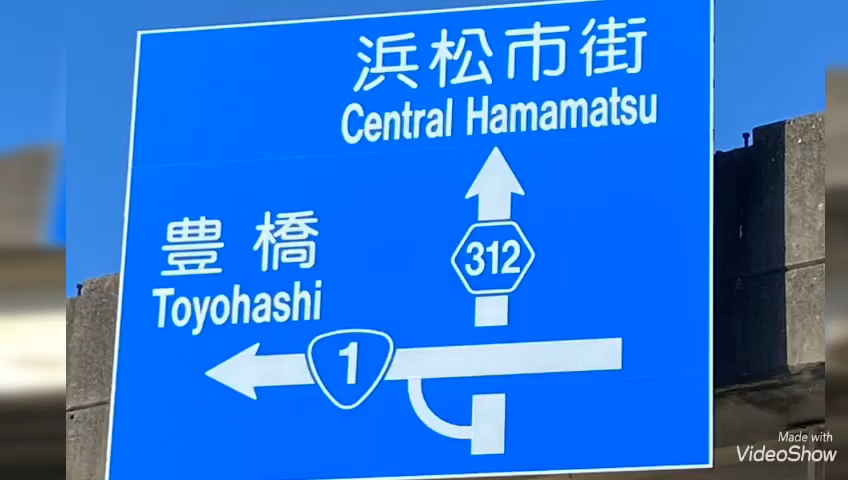 浜松市街
Central Hamamatsu
312
豊橋
Toyohashi
1
Made with
VideoShow